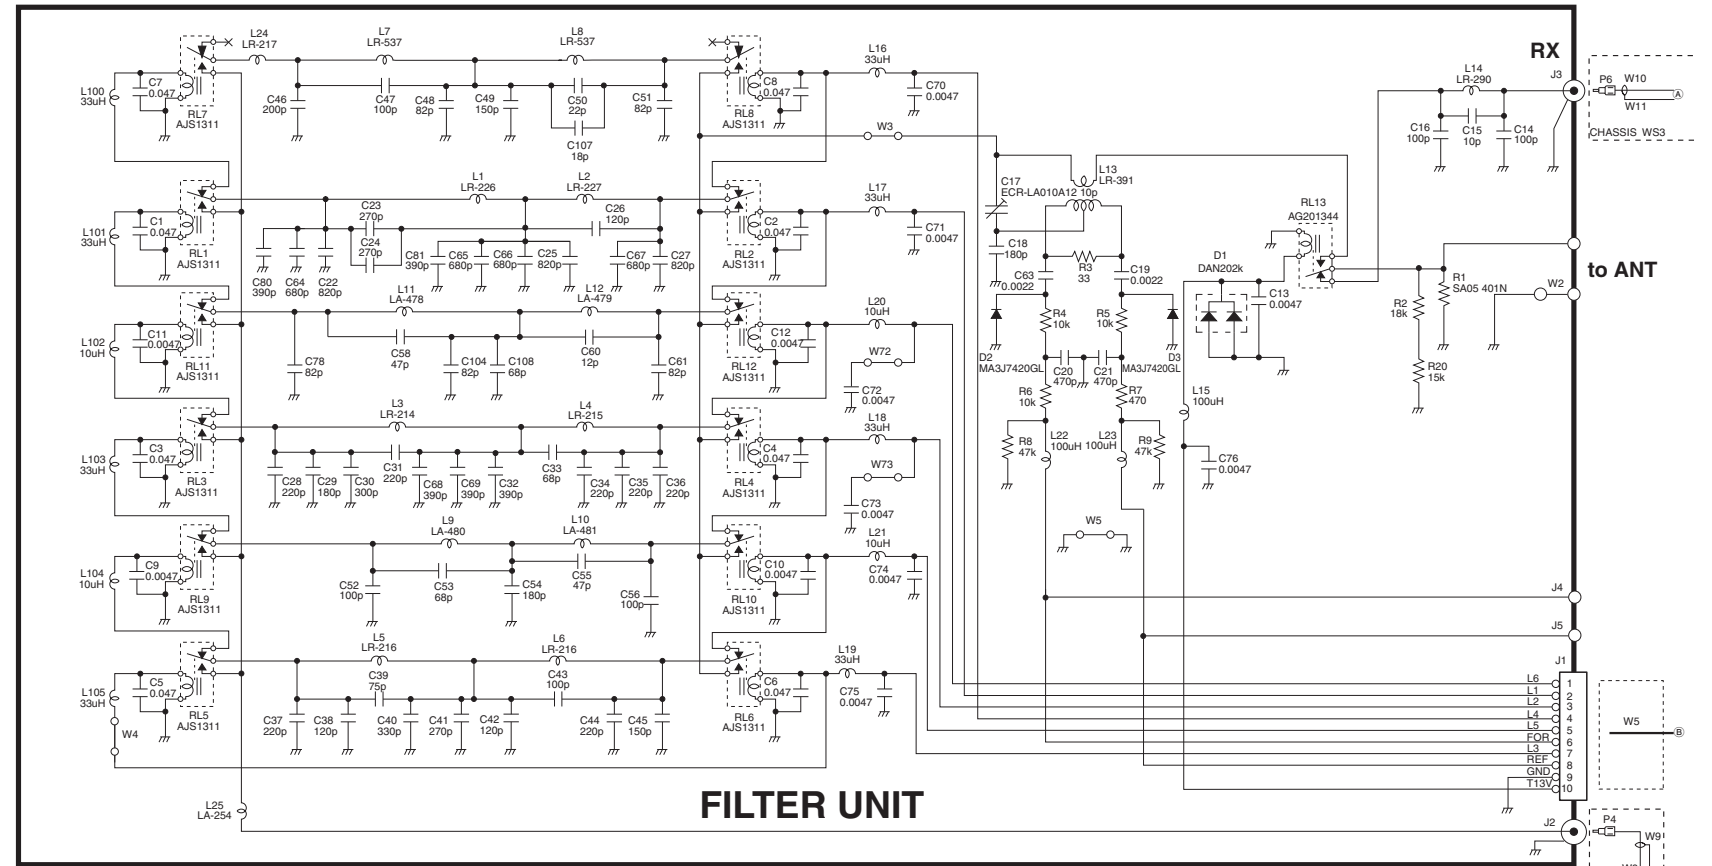 L24
LR-217
L7
LR-537
L8
LR-537
L16
33uH
C70
0.0047
L100
33uH
C7
0.047
RL7
AJS1311
C46
200p
C47
100p
C48
82p
C49
150p
C50
22p
C107
18p
C51
82p
C8
0.047
RL8
AJS1311
W3
RX
J3
L14
LR-290
C16
100p
C15
10p
C14
100p
P6
W10
W11
A
CHASSIS WS3
L101
33uH
C1
0.047
RL1
AJS1311
L1
LR-226
L2
LR-227
C23
270p
C24
270p
C26
120p
C80
390p
C64
680p
C22
820p
C81
390p
C65
680p
C66
680p
C25
820p
C67
680p
C27
820p
C2
0.047
RL2
AJS1311
L17
33uH
C71
0.0047
C17
ECR-LA010A12 10p
L13
LR-391
C18
180p
R3
33
C63
0.0022
C19
0.0022
RL13
AG201344
D1
DAN202k
C13
0.0047
R1
SA05 401N
R2
18k
R20
15k
to ANT
W2
L102
10uH
C11
0.0047
RL11
AJS1311
L11
LA-478
L12
LA-479
C78
82p
C58
47p
C104
82p
C108
68p
C60
12p
C61
82p
C12
0.0047
RL12
AJS1311
L20
10uH
W72
C72
0.0047
D2
MA3J7420GL
R4
10k
R5
10k
D3
MA3J7420GL
C20
470p
C21
470p
R6
10k
R7
470
R8
47k
L22
100uH
L23
100uH
R9
47k
L15
100uH
C76
0.0047
L103
33uH
C3
0.047
RL3
AJS1311
L3
LR-214
L4
LR-215
C28
220p
C29
180p
C30
300p
C31
220p
C68
390p
C69
390p
C32
390p
C33
68p
C34
220p
C35
220p
C36
220p
C4
0.047
RL4
AJS1311
L18
33uH
W73
C73
0.0047
W5
L104
10uH
C9
0.0047
RL9
AJS1311
L9
LA-480
L10
LA-481
C52
100p
C53
68p
C54
180p
C55
47p
C56
100p
C10
0.0047
RL10
AJS1311
L21
10uH
C74
0.0047
J4
J5
L105
33uH
C5
0.047
RL5
AJS1311
W4
L5
LR-216
L6
LR-216
C39
75p
C43
100p
C37
220p
C38
120p
C40
330p
C41
270p
C42
120p
C44
220p
C45
150p
C6
0.047
RL6
AJS1311
L19
33uH
C75
0.0047
J1
L6 1
L1 2
L2 3
L4 4
L5 5
FOR 6
L3 7
REF 8
GND 9
T13V 10
W5
B
L25
LA-254
FILTER UNIT
J2
P4
W9